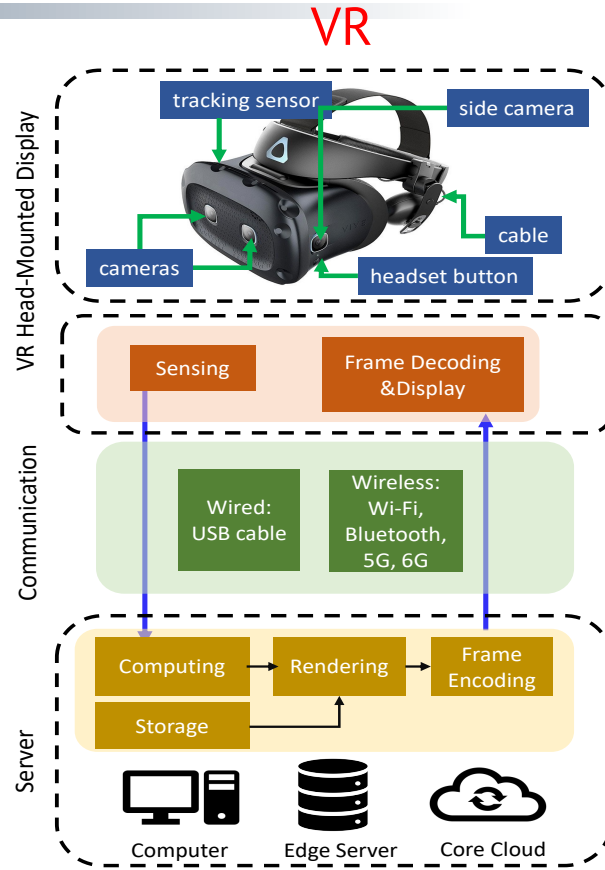 VR
VR Head-Mounted Display
tracking sensor
side camera
cameras
cable
headset button
Sensing
Frame Decoding
&Display
Communication
Wired:
USB cable
Wireless:
Wi-Fi,
Bluetooth,
5G, 6G
Server
Computing
Rendering
Frame
Encoding
Storage
Computer
Edge Server
Core Cloud